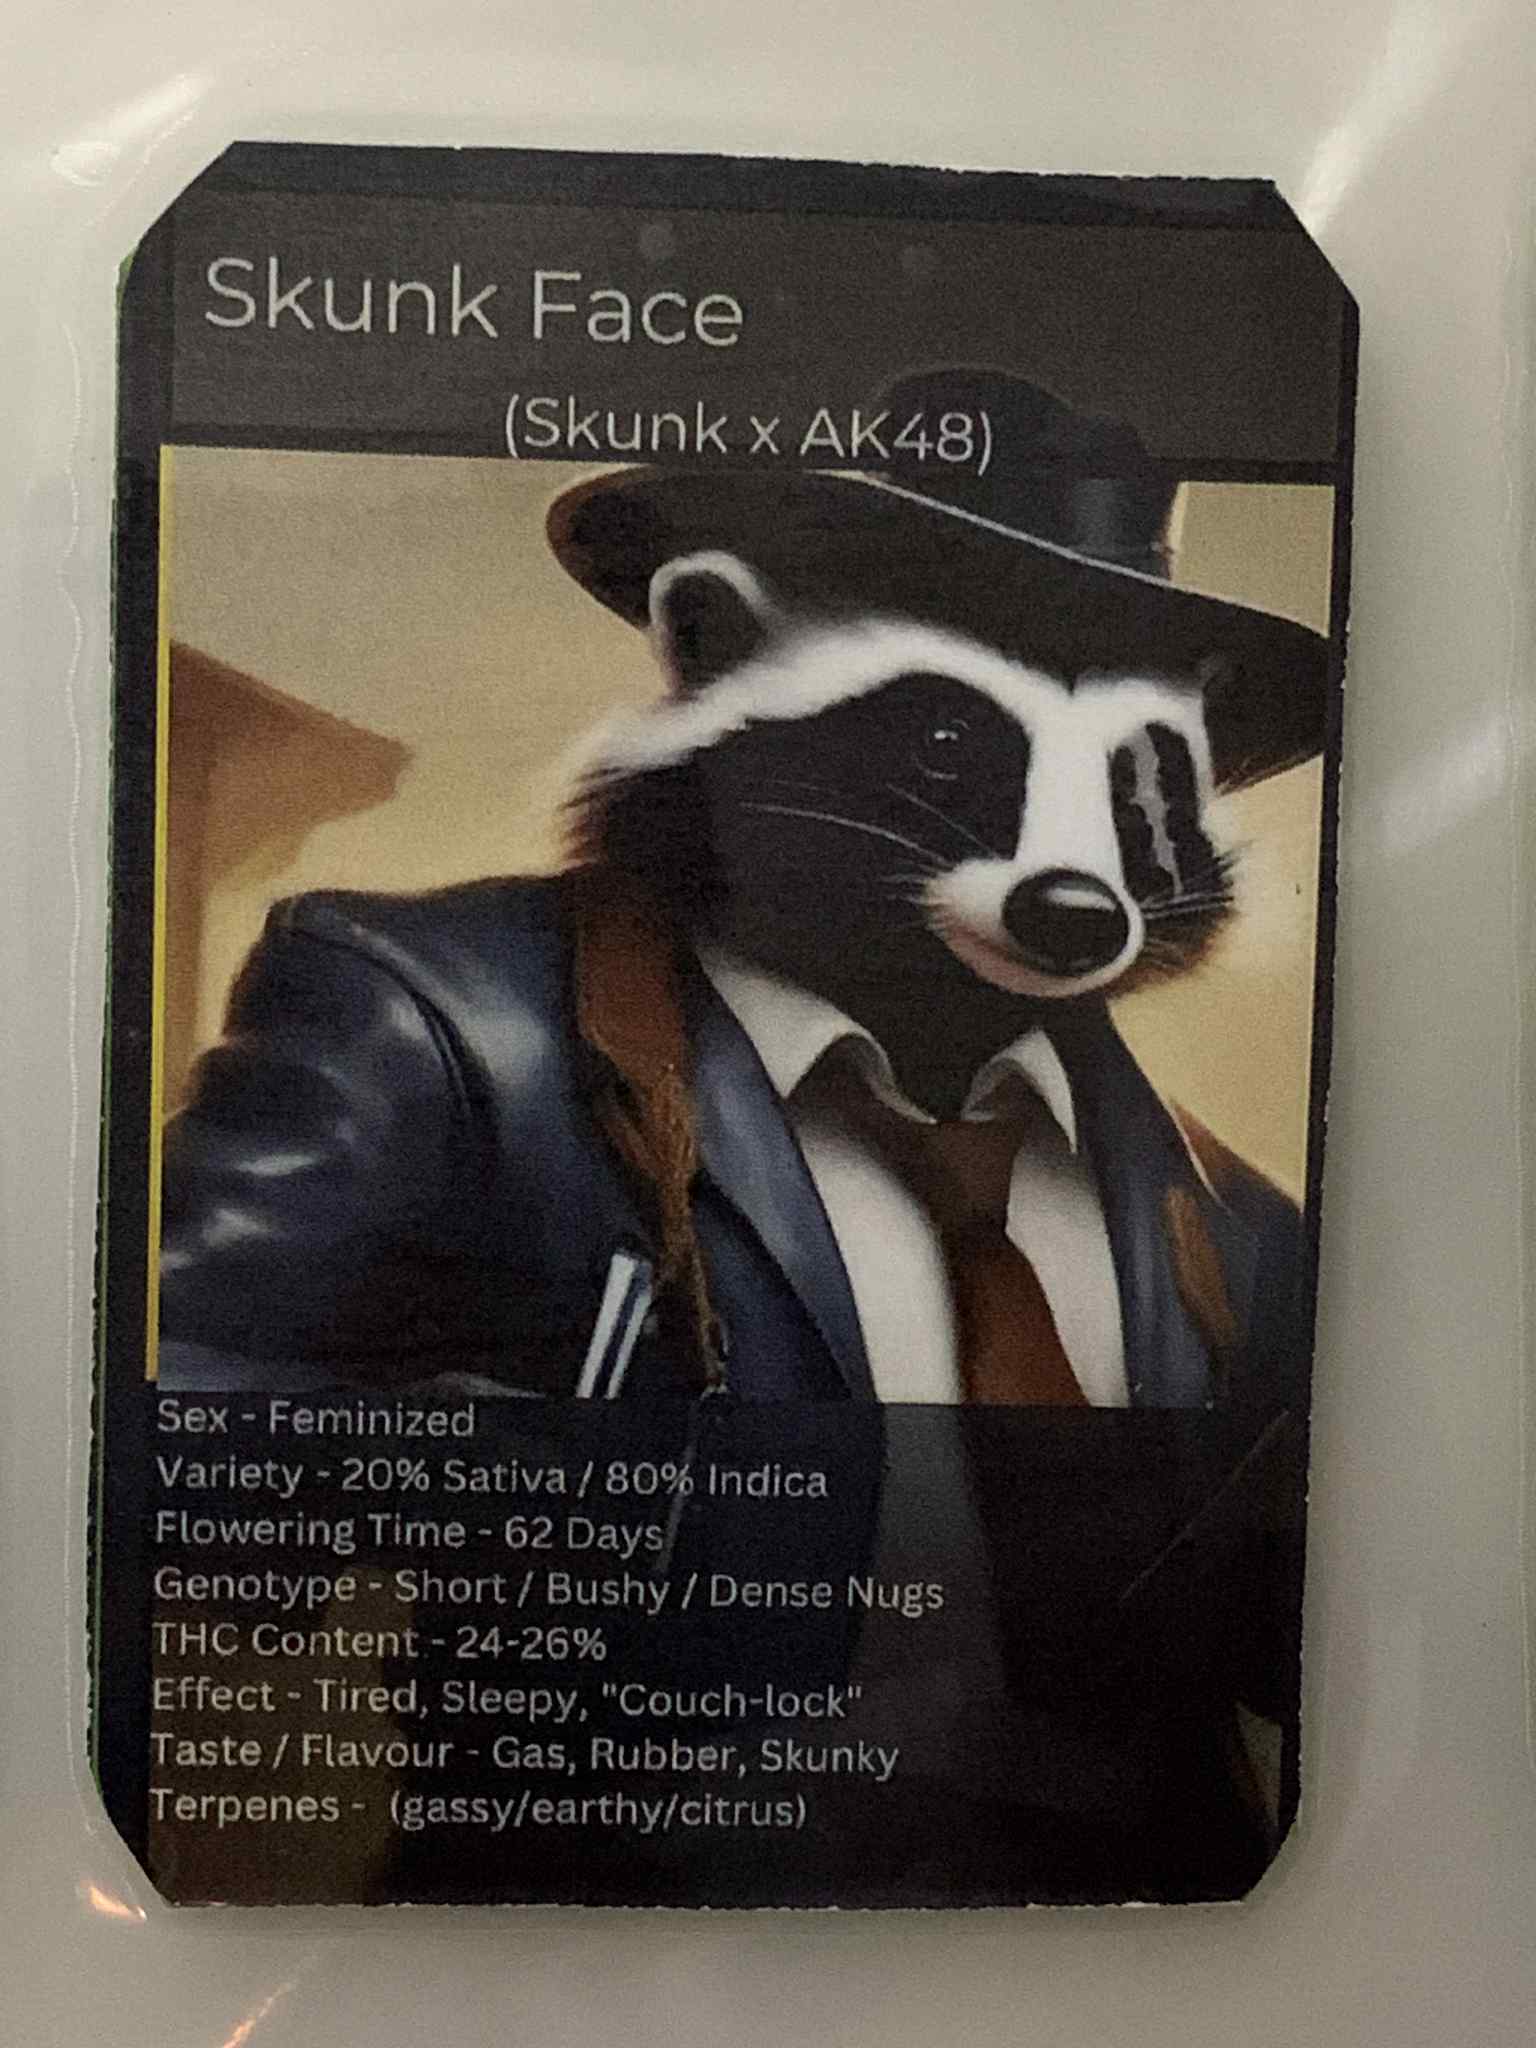 Skunk Face
(Skunk x AK48)
Sex - Feminized
Variety - 20% Sativa / 80% Indica
Flowering Time - 62 Days
Genotype - Short / Bushy / Dense Nugs
THC Content - 24-26%
Effect - Tired, Sleepy, "Couch-lock"
Taste / Flavour - Gas, Rubber, Skunky
Terpenes - (gassy/earthy/citrus)